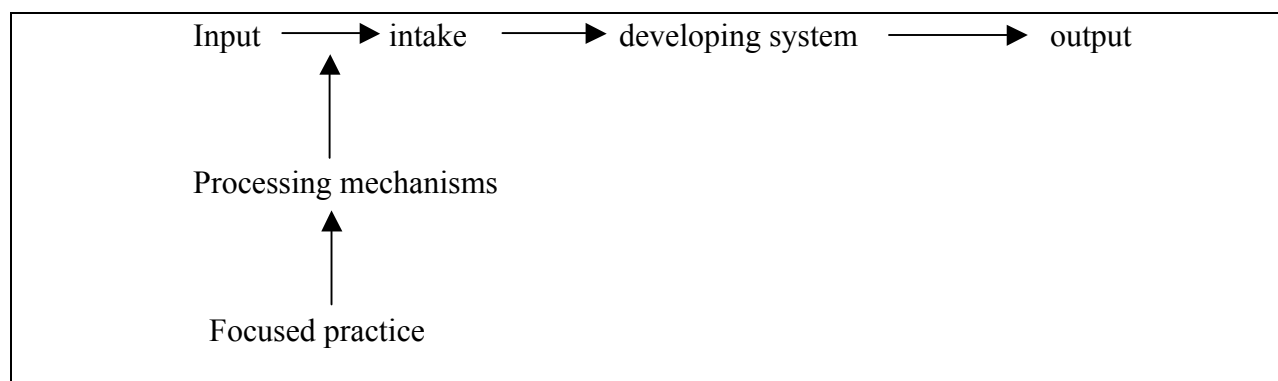 Input intake developing system output
Processing mechanisms
Focused practice